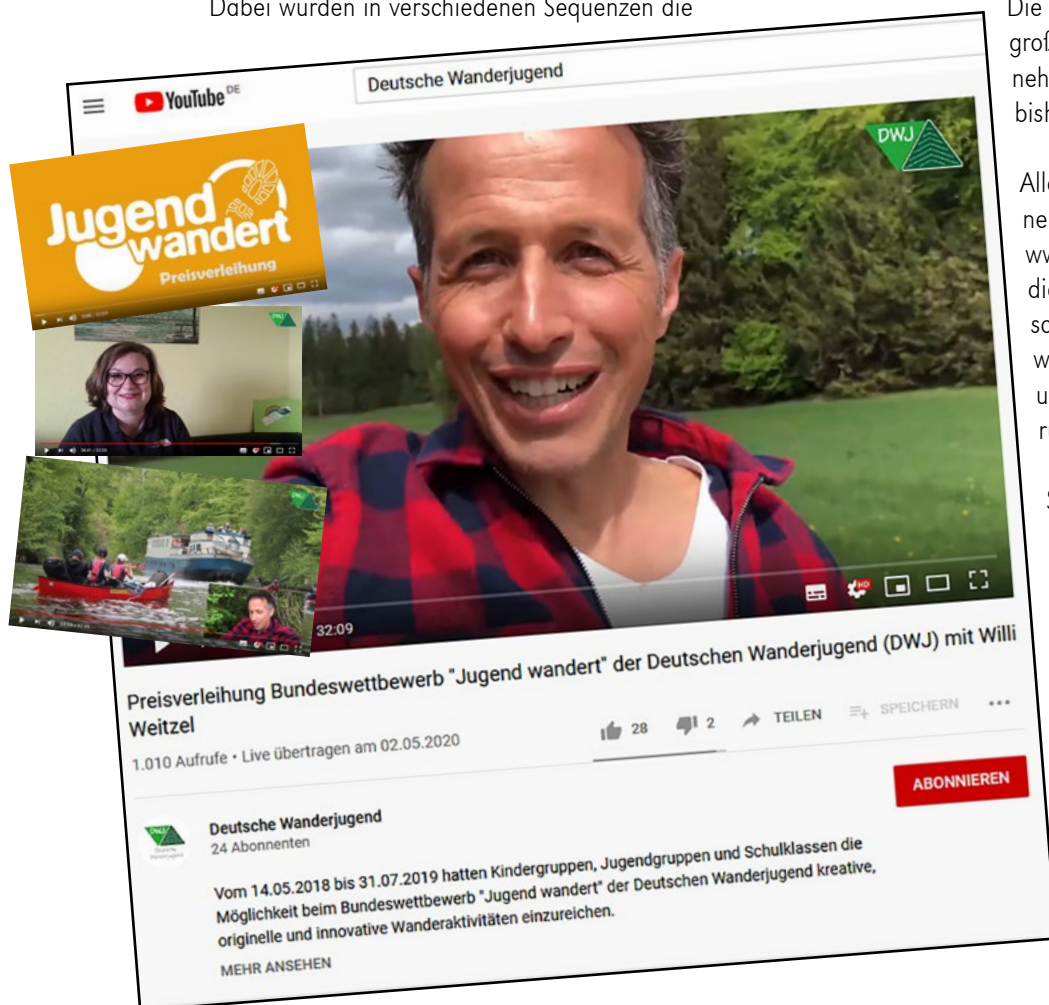 Dabei wurden in verschiedenen Sequenzen die
YouTube DE
Deutsche Wanderjugend
DWJ
Jugend
wandert
Preisverleihung
32:09
HD
Preisverleihung Bundeswettbewerb "Jugend wandert" der Deutschen Wanderjugend (DWJ) mit Willi
Weitzel
1.010 Aufrufe • Live übertragen am 02.05.2020
28 2 TEILEN SPEICHERN
ABONNIEREN
Deutsche Wanderjugend
24 Abonnenten
Vom 14.05.2018 bis 31.07.2019 hatten Kindergruppen, Jugendgruppen und Schulklassen die
Möglichkeit beim Bundeswettbewerb "Jugend wandert" der Deutschen Wanderjugend kreative,
originelle und innovative Wanderaktivitäten einzureichen.
MEHR ANSEHEN
Die